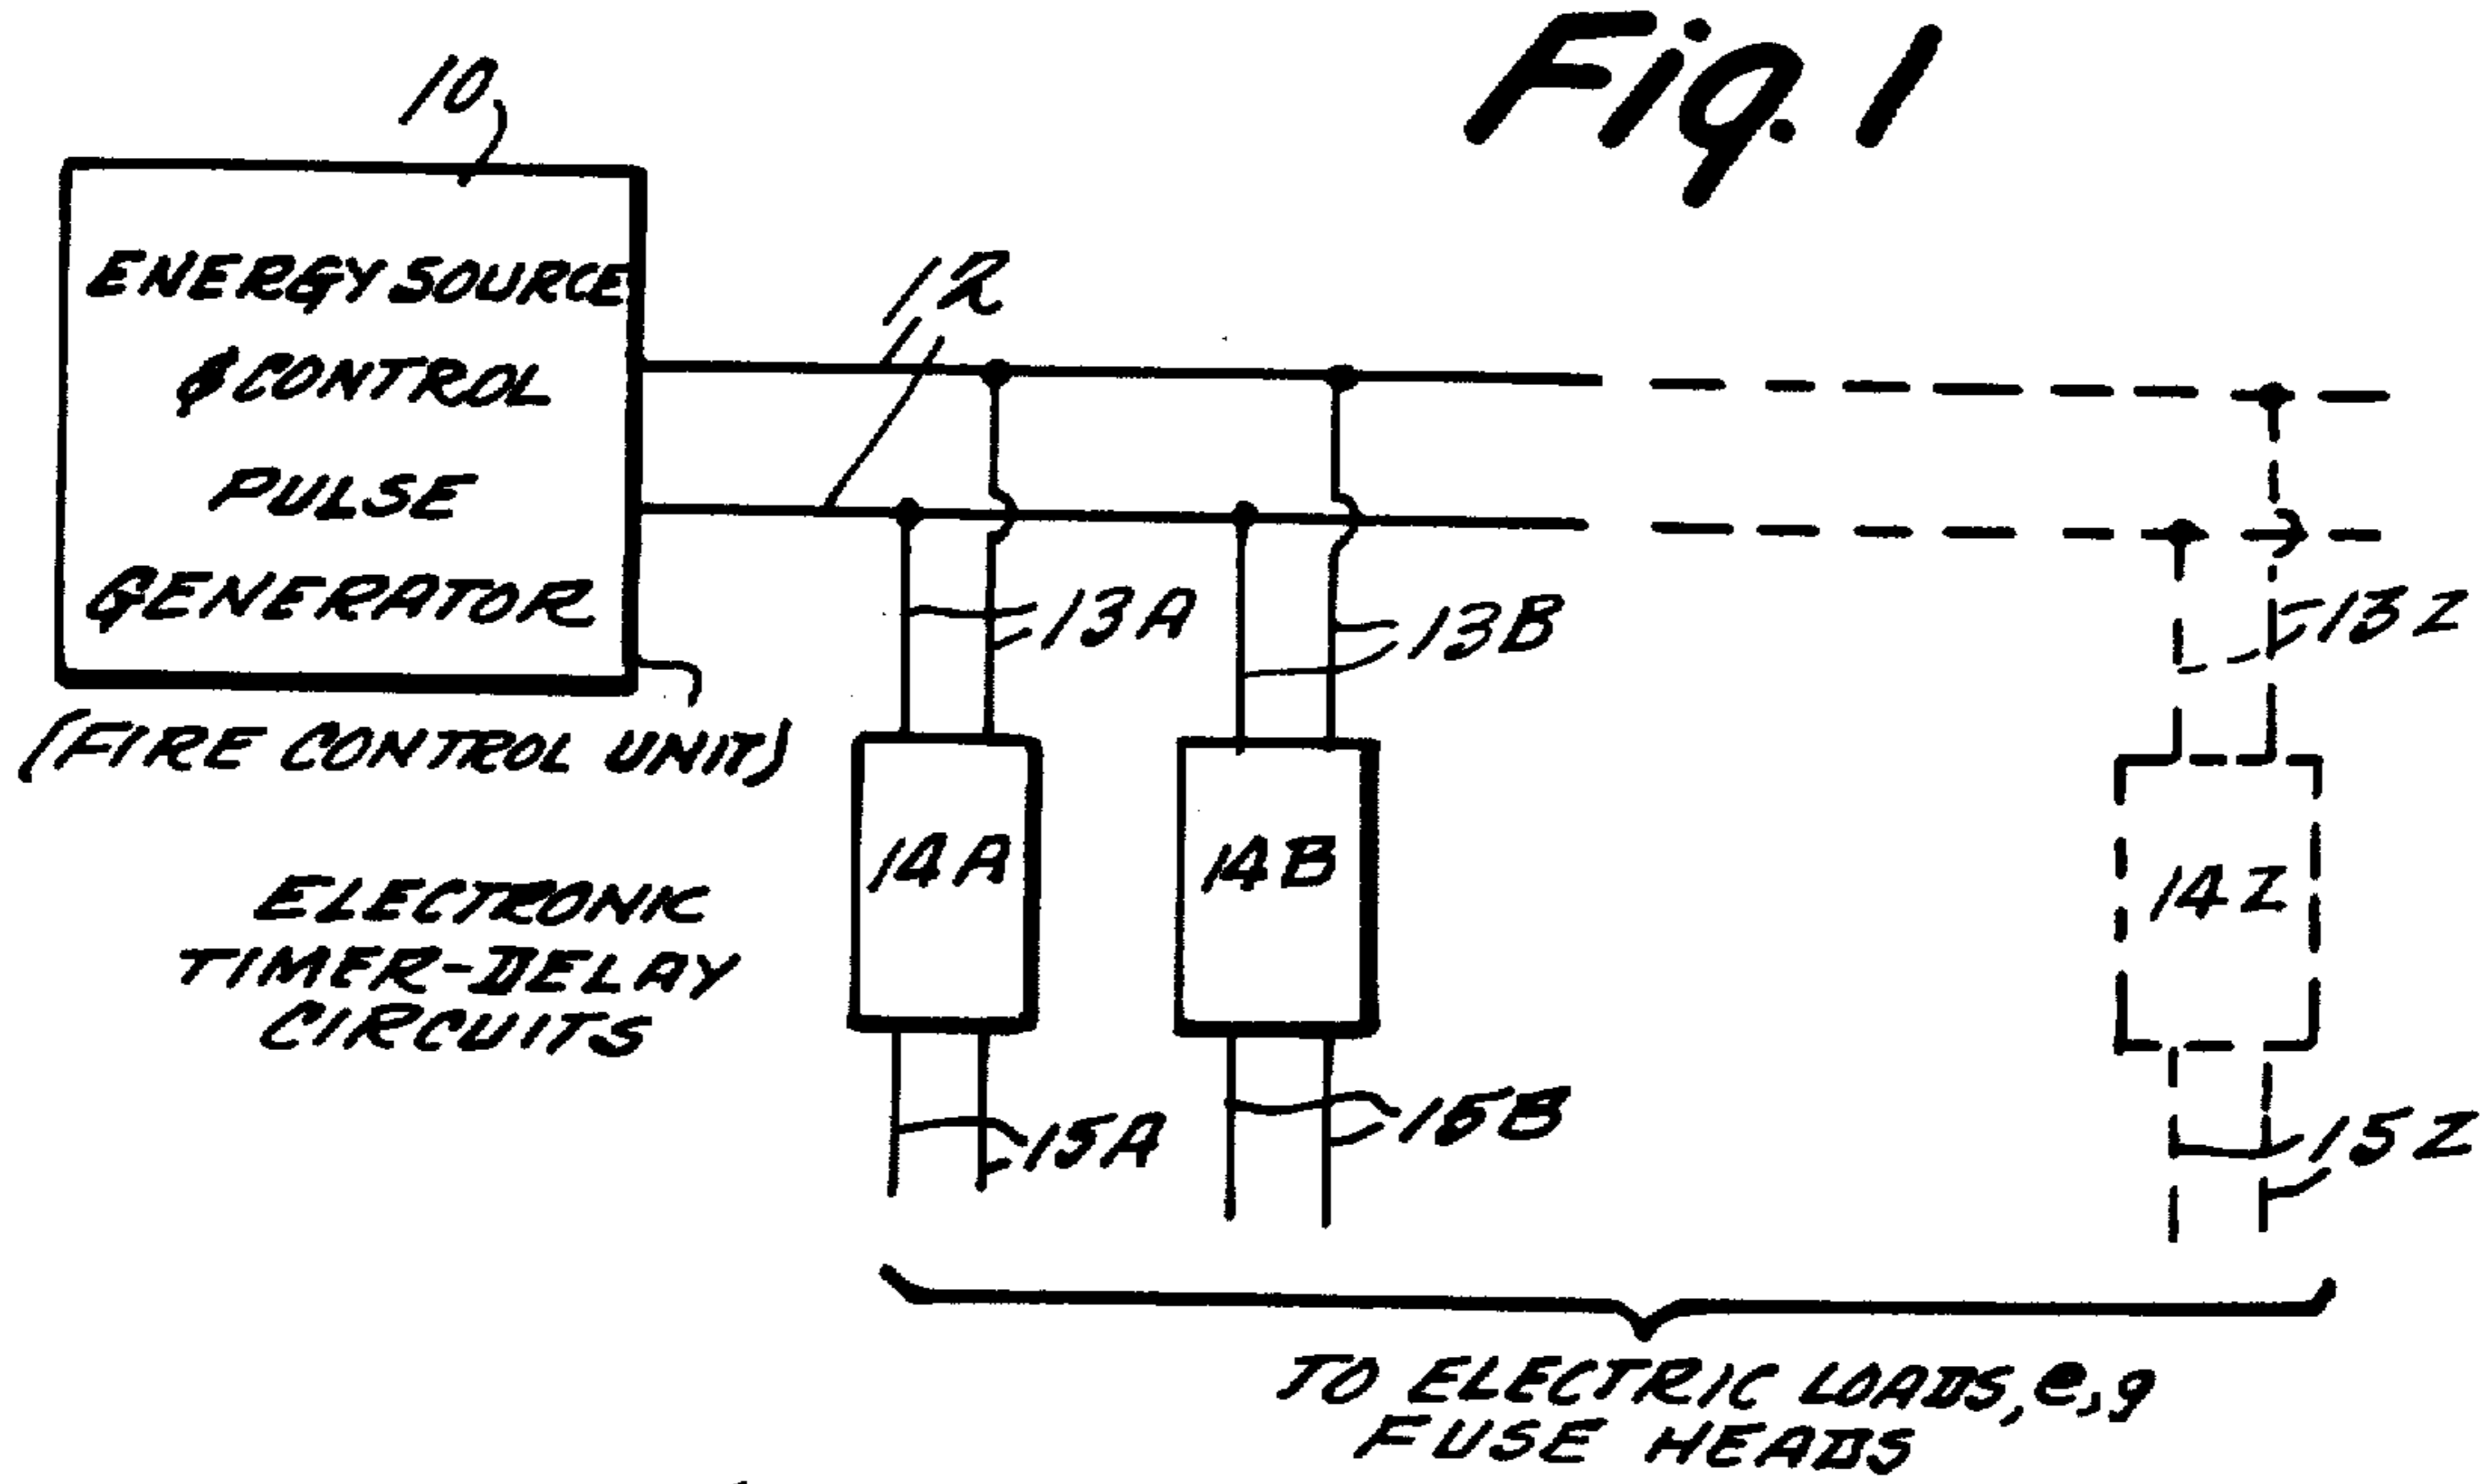 Fig. 1
10
ENERGY SOURCE
& CONTROL
PULSE
GENERATOR
(FIRE CONTROL UNIT)
12
13A
13B
13Z
14A
14B
14Z
ELECTRONIC
TIMER-DELAY
CIRCUITS
15A
15B
15Z
TO ELECTRIC LOADS, e,g
FUSE HEADS